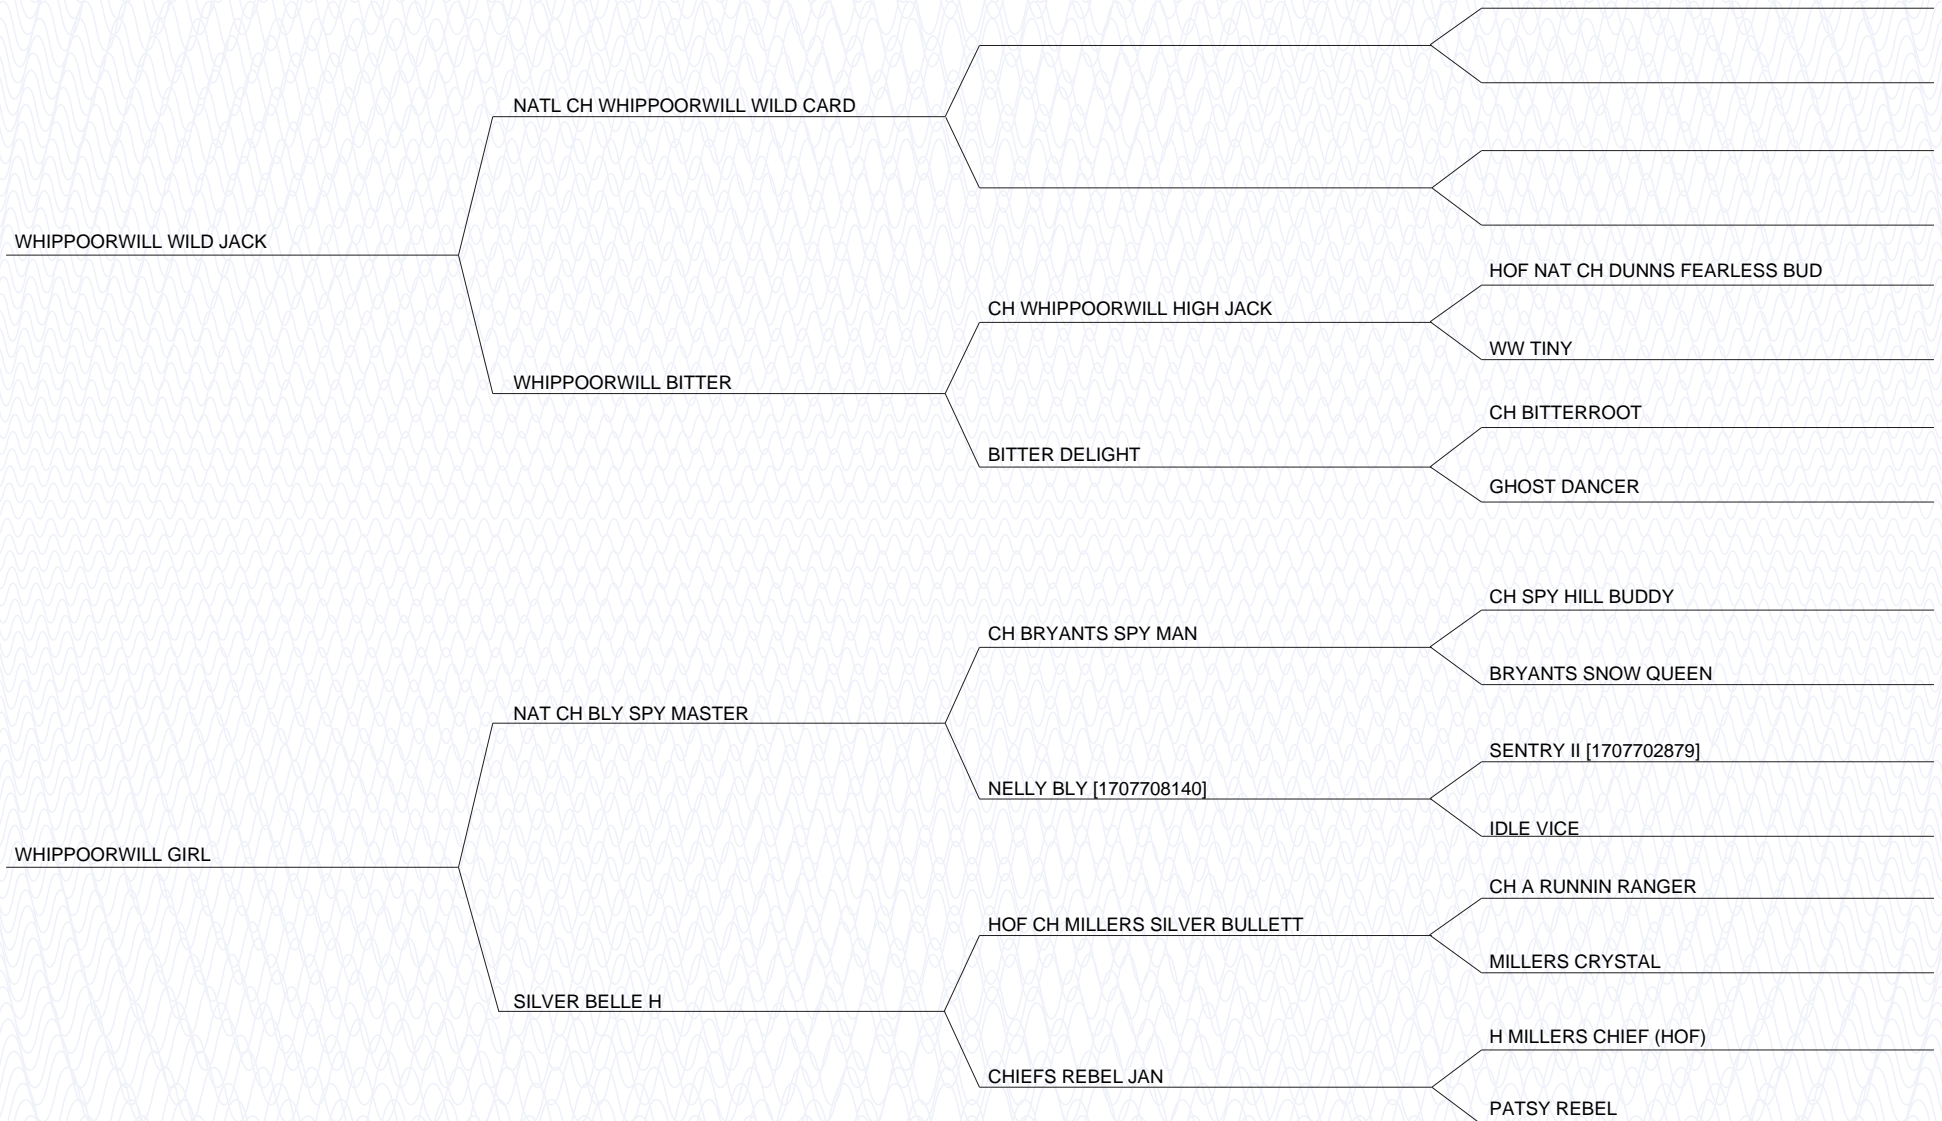 NATL CH WHIPPOORWILL WILD CARD
WHIPPOORWILL WILD JACK
HOF NAT CH DUNNS FEARLESS BUD
CH WHIPPOORWILL HIGH JACK
WW TINY
WHIPPOORWILL BITTER
CH BITTERROOT
BITTER DELIGHT
GHOST DANCER
CH SPY HILL BUDDY
CH BRYANTS SPY MAN
BRYANTS SNOW QUEEN
NAT CH BLY SPY MASTER
SENTRY II [1707702879]
NELLY BLY [1707708140]
IDLE VICE
WHIPPOORWILL GIRL
CH A RUNNIN RANGER
HOF CH MILLERS SILVER BULLETT
MILLERS CRYSTAL
SILVER BELLE H
H MILLERS CHIEF (HOF)
CHIEFS REBEL JAN
PATSY REBEL